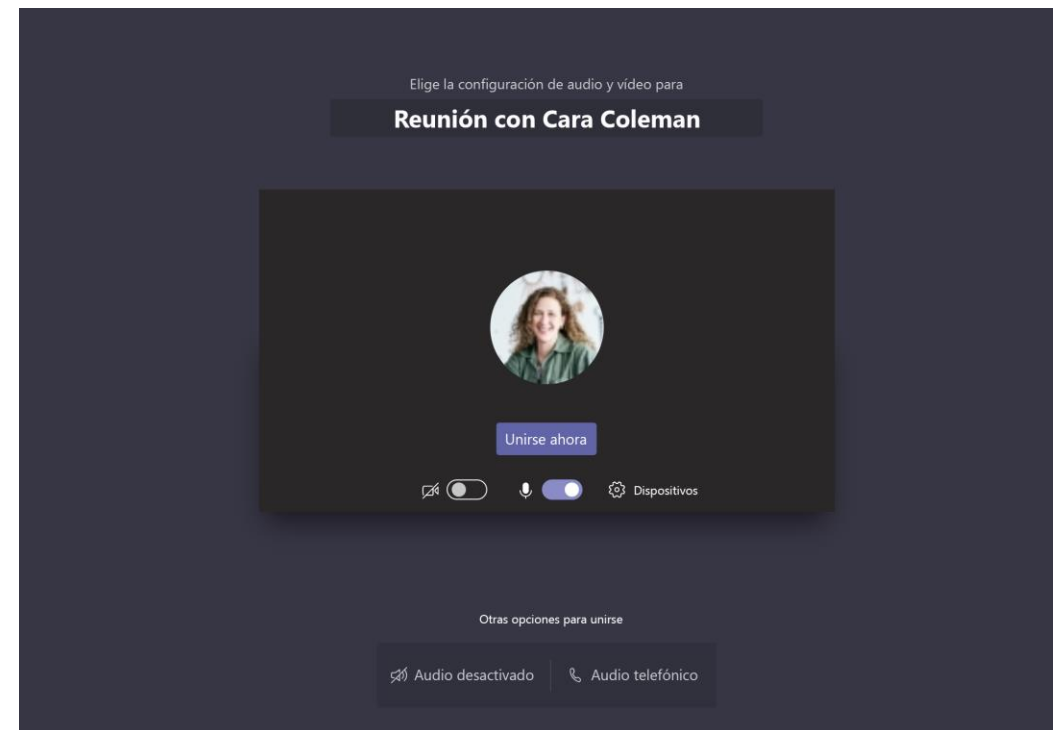 Elige la configuración de audio y vídeo para
Reunión con Cara Coleman
Unirse ahora
Dispositivos
Otras opciones para unirse
Audio desactivado
Audio telefónico